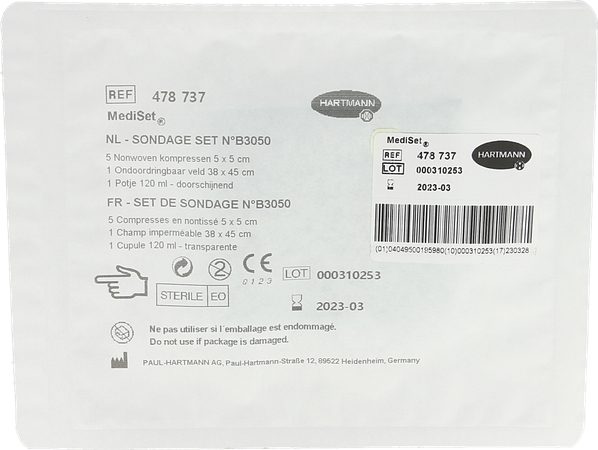 REF 478 737
HARTMANN
MediSet®
NL - SONDAGE SET N°B3050
5 Nonwoven kompressen 5 x 5 cm
1 Ondoordringbaar veld 38 x 45 cm
1 Potje 120 ml - doorschijnend
FR - SET DE SONDAGE N°B3050
5 Compresses en nontissé 5 x 5 cm
1 Champ imperméable 38 x 45 cm
1 Cupule 120 ml - transparente
2
CE
0123
LOT 000310253
STERILE EO
2023-03
Ne pas utiliser si l'emballage est endommagé.
Do not use if package is damaged.
PAUL-HARTMANN AG, Paul-Hartmann-Straße 12, 89522 Heidenheim, Germany
MediSet®
REF 478 737
HARTMANN
LOT 000310253
2023-03
(01)04049500195980(10)000310253(17)230328